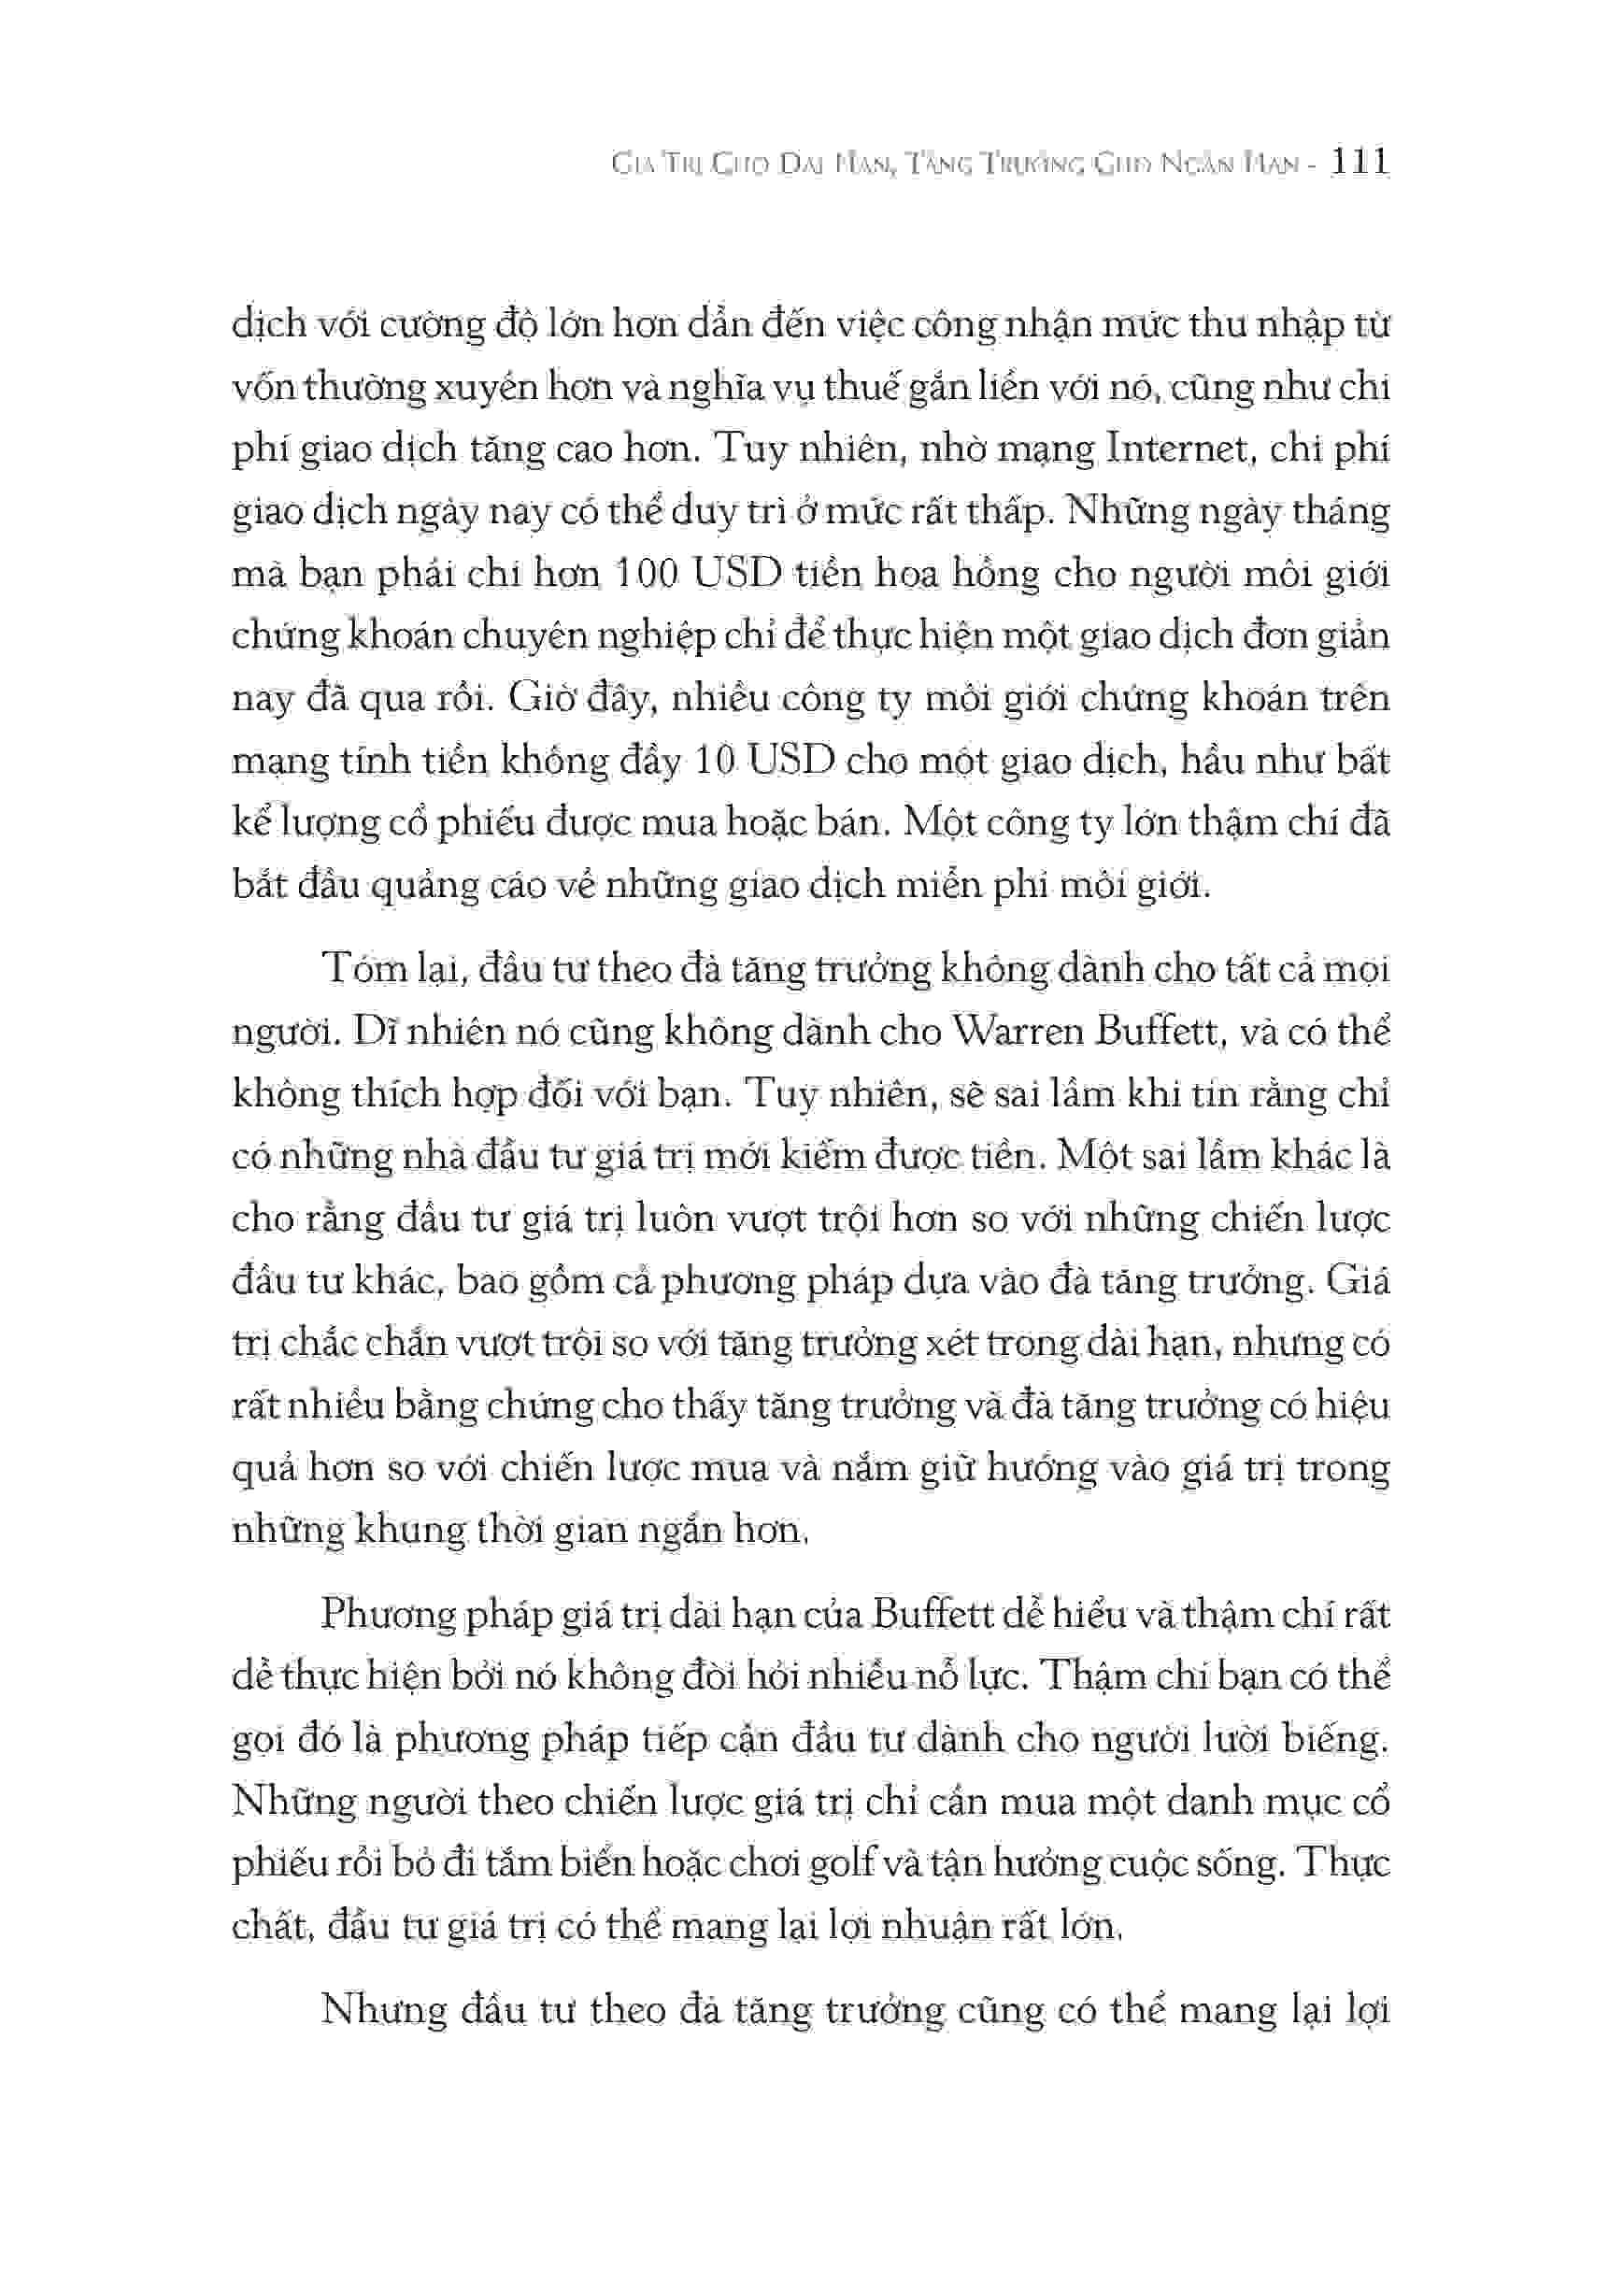 GIÁ TRỊ CHO DÀI HẠN, TĂNG TRƯỞNG CHO NGẮN HẠN - 111
dịch với cường độ lớn hơn dẫn đến việc công nhận mức thu nhập từ
vốn thường xuyên hơn và nghĩa vụ thuế gắn liền với nó, cũng như chi
phí giao dịch tăng cao hơn. Tuy nhiên, nhờ mạng Internet, chi phí
giao dịch ngày nay có thể duy trì ở mức rất thấp. Những ngày tháng
mà bạn phải chi hơn 100 USD tiền hoa hồng cho người môi giới
chứng khoán chuyên nghiệp chỉ để thực hiện một giao dịch đơn giản
nay đã qua rồi. Giờ đây, nhiều công ty môi giới chứng khoán trên
mạng tính tiền không đầy 10 USD cho một giao dịch, hầu như bất
kể lượng cổ phiếu được mua hoặc bán. Một công ty lớn thậm chí đã
bắt đầu quảng cáo về những giao dịch miễn phí môi giới.
Tóm lại, đầu tư theo đà tăng trưởng không dành cho tất cả mọi
người. Dĩ nhiên nó cũng không dành cho Warren Buffett, và có thể
không thích hợp đối với bạn. Tuy nhiên, sẽ sai lầm khi tin rằng chỉ
có những nhà đầu tư giá trị mới kiếm được tiền. Một sai lầm khác là
cho rằng đầu tư giá trị luôn vượt trội hơn so với những chiến lược
đầu tư khác, bao gồm cả phương pháp dựa vào đà tăng trưởng. Giá
trị chắc chắn vượt trội so với tăng trưởng xét trong dài hạn, nhưng có
rất nhiều bằng chứng cho thấy tăng trưởng và đà tăng trưởng có hiệu
quả hơn so với chiến lược mua và nắm giữ hướng vào giá trị trong
những khung thời gian ngắn hơn.
Phương pháp giá trị dài hạn của Buffett dễ hiểu và thậm chí rất
dễ thực hiện bởi nó không đòi hỏi nhiều nỗ lực. Thậm chí bạn có thể
gọi đó là phương pháp tiếp cận đầu tư dành cho người lười biếng.
Những người theo chiến lược giá trị chỉ cần mua một danh mục cổ
phiếu rồi bỏ đi tắm biển hoặc chơi golf và tận hưởng cuộc sống. Thực
chất, đầu tư giá trị có thể mang lại lợi nhuận rất lớn.
Nhưng đầu tư theo đà tăng trưởng cũng có thể mang lại lợi